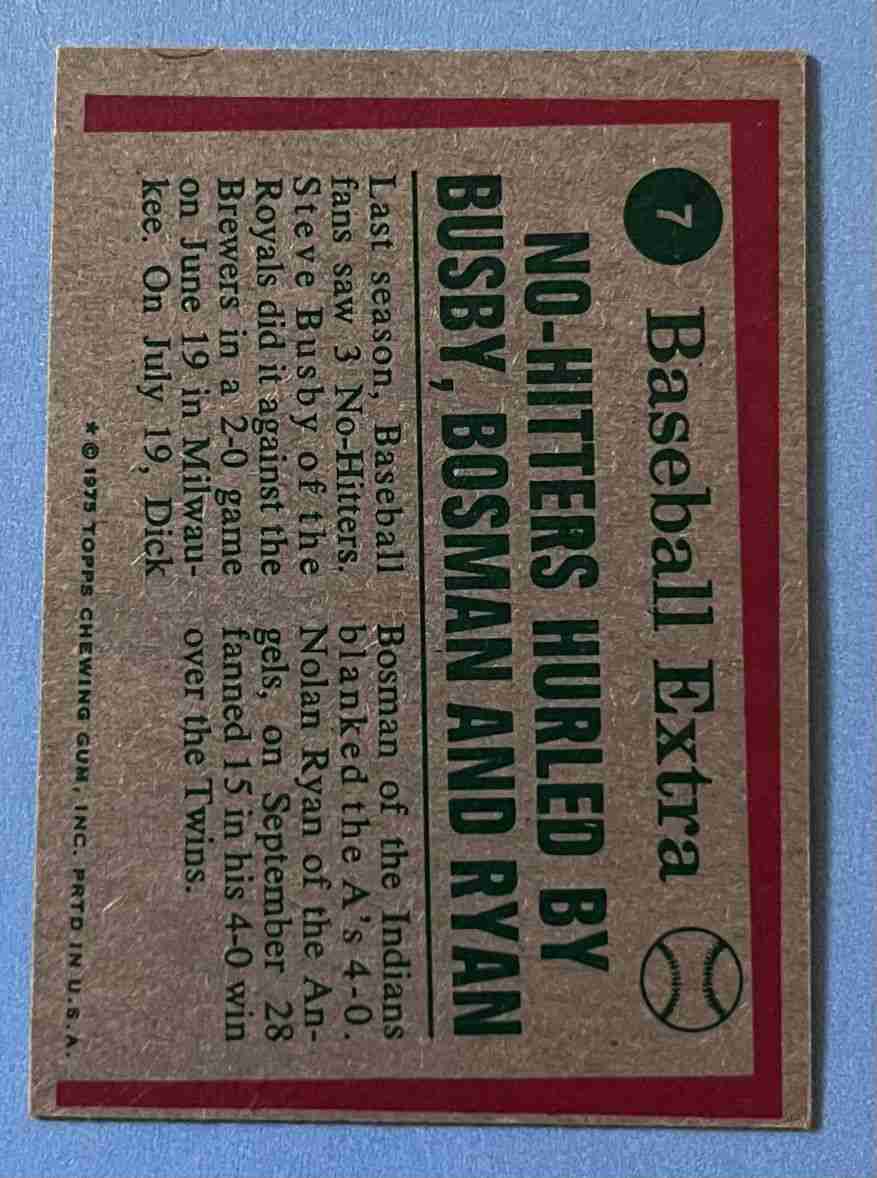 7 Baseball Extra
NO-HITTERS HURLED BY
BUSBY, BOSMAN AND RYAN
Last season, Baseball
fans saw 3 No-Hitters.
Steve Busby of the
Royals did it against the
Brewers in a 2-0 game
on June 19 in Milwau-
kee. On July 19, Dick
Bosman of the Indians
blanked the A's 4-0.
Nolan Ryan of the An-
gels, on September 28
fanned 15 in his 4-0 win
over the Twins.
* © 1975 TOPPS CHEWING GUM, INC. PRTD IN U.S.A.